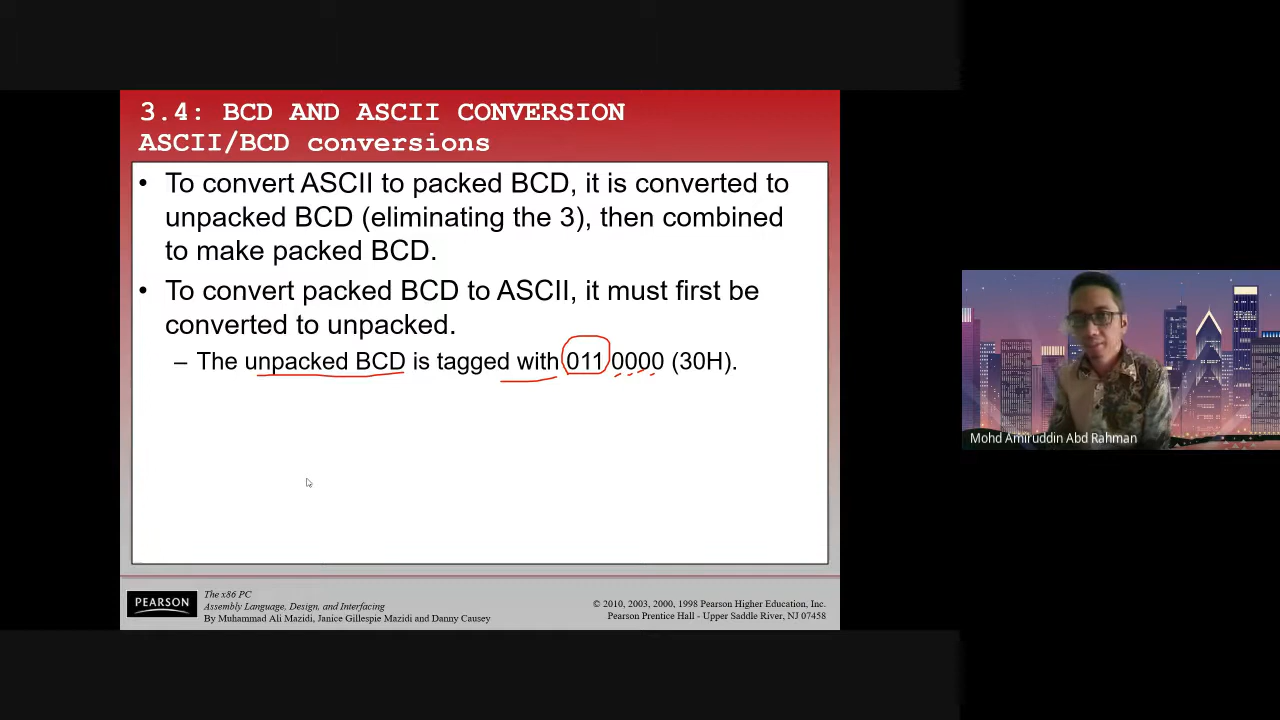 3.4: BCD AND ASCII CONVERSION
ASCII/BCD conversions
• To convert ASCII to packed BCD, it is converted to
unpacked BCD (eliminating the 3), then combined
to make packed BCD.
• To convert packed BCD to ASCII, it must first be
converted to unpacked.
– The unpacked BCD is tagged with 011 0000 (30H).
Mohd Amiruddin Abd Rahman
PEARSON
The x86 PC
Assembly Language, Design, and Interfacing
By Muhammad Ali Mazidi, Janice Gillespie Mazidi and Danny Causey
© 2010, 2003, 2000, 1998 Pearson Higher Education, Inc.
Pearson Prentice Hall - Upper Saddle River, NJ 07458